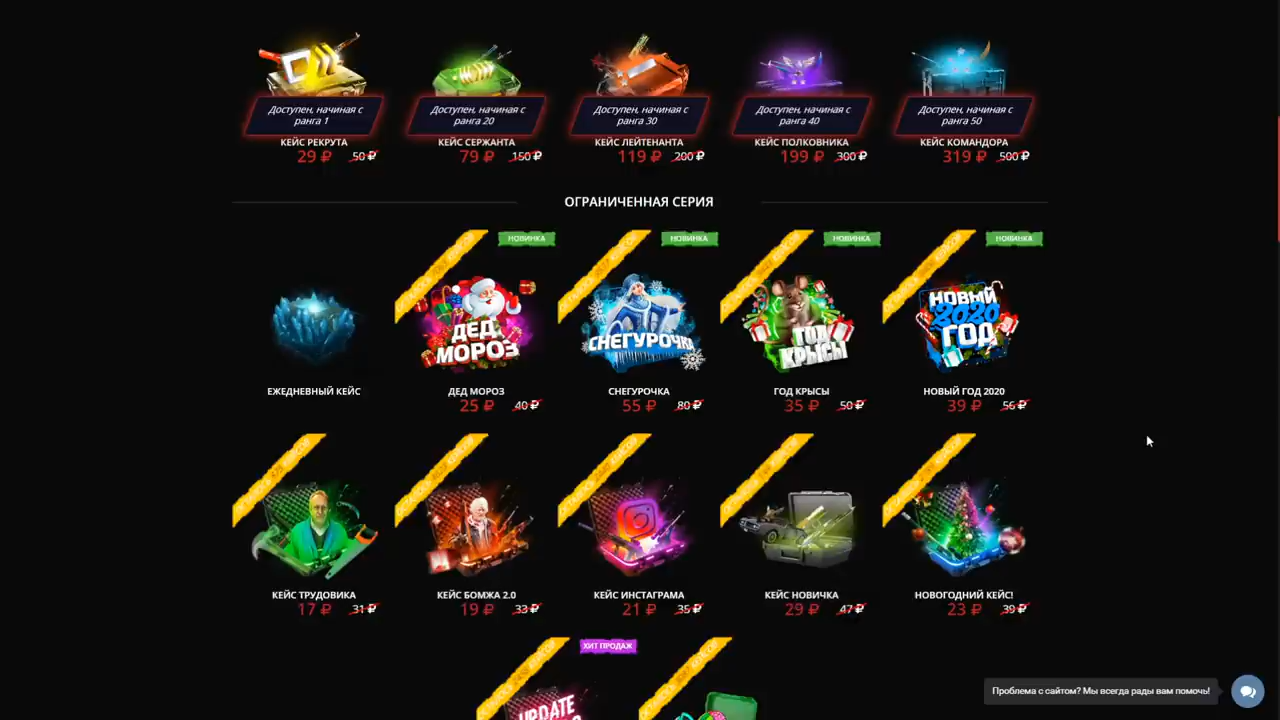 Доступен, начиная с
ранга 1
Доступен, начиная с
ранга 20
Доступен, начиная с
ранга 30
Доступен, начиная с
ранга 40
Доступен, начиная с
ранга 50
КЕЙС РЕКРУТА
29 ₽ 50 ₽
КЕЙС СЕРЖАНТА
79 ₽ 150 ₽
КЕЙС ЛЕЙТЕНАНТА
119 ₽ 200 ₽
КЕЙС ПОЛКОВНИКА
199 ₽ 300 ₽
КЕЙС КОМАНДОРА
319 ₽ 500 ₽
ОГРАНИЧЕННАЯ СЕРИЯ
ЕЖЕДНЕВНЫЙ КЕЙС
НОВИНКА
ДЕД
МОРОЗ
ДЕД МОРОЗ
25 ₽ 40 ₽
НОВИНКА
СНЕГУРОЧКА
СНЕГУРОЧКА
55 ₽ 80 ₽
НОВИНКА
ГОД
КРЫСЫ
ГОД КРЫСЫ
35 ₽ 50 ₽
НОВИНКА
НОВЫЙ
2020
ГОД
НОВЫЙ ГОД 2020
39 ₽ 56 ₽
КЕЙС ТРУДОВИКА
17 ₽ 31 ₽
КЕЙС БОМЖА 2.0
19 ₽ 33 ₽
КЕЙС ИНСТАГРАМА
21 ₽ 35 ₽
КЕЙС НОВИЧКА
29 ₽ 47 ₽
НОВОГОДНИЙ КЕЙС!
23 ₽ 39 ₽
ХИТ ПРОДАЖ
UPDATE
Проблема с сайтом? Мы всегда рады вам помочь!